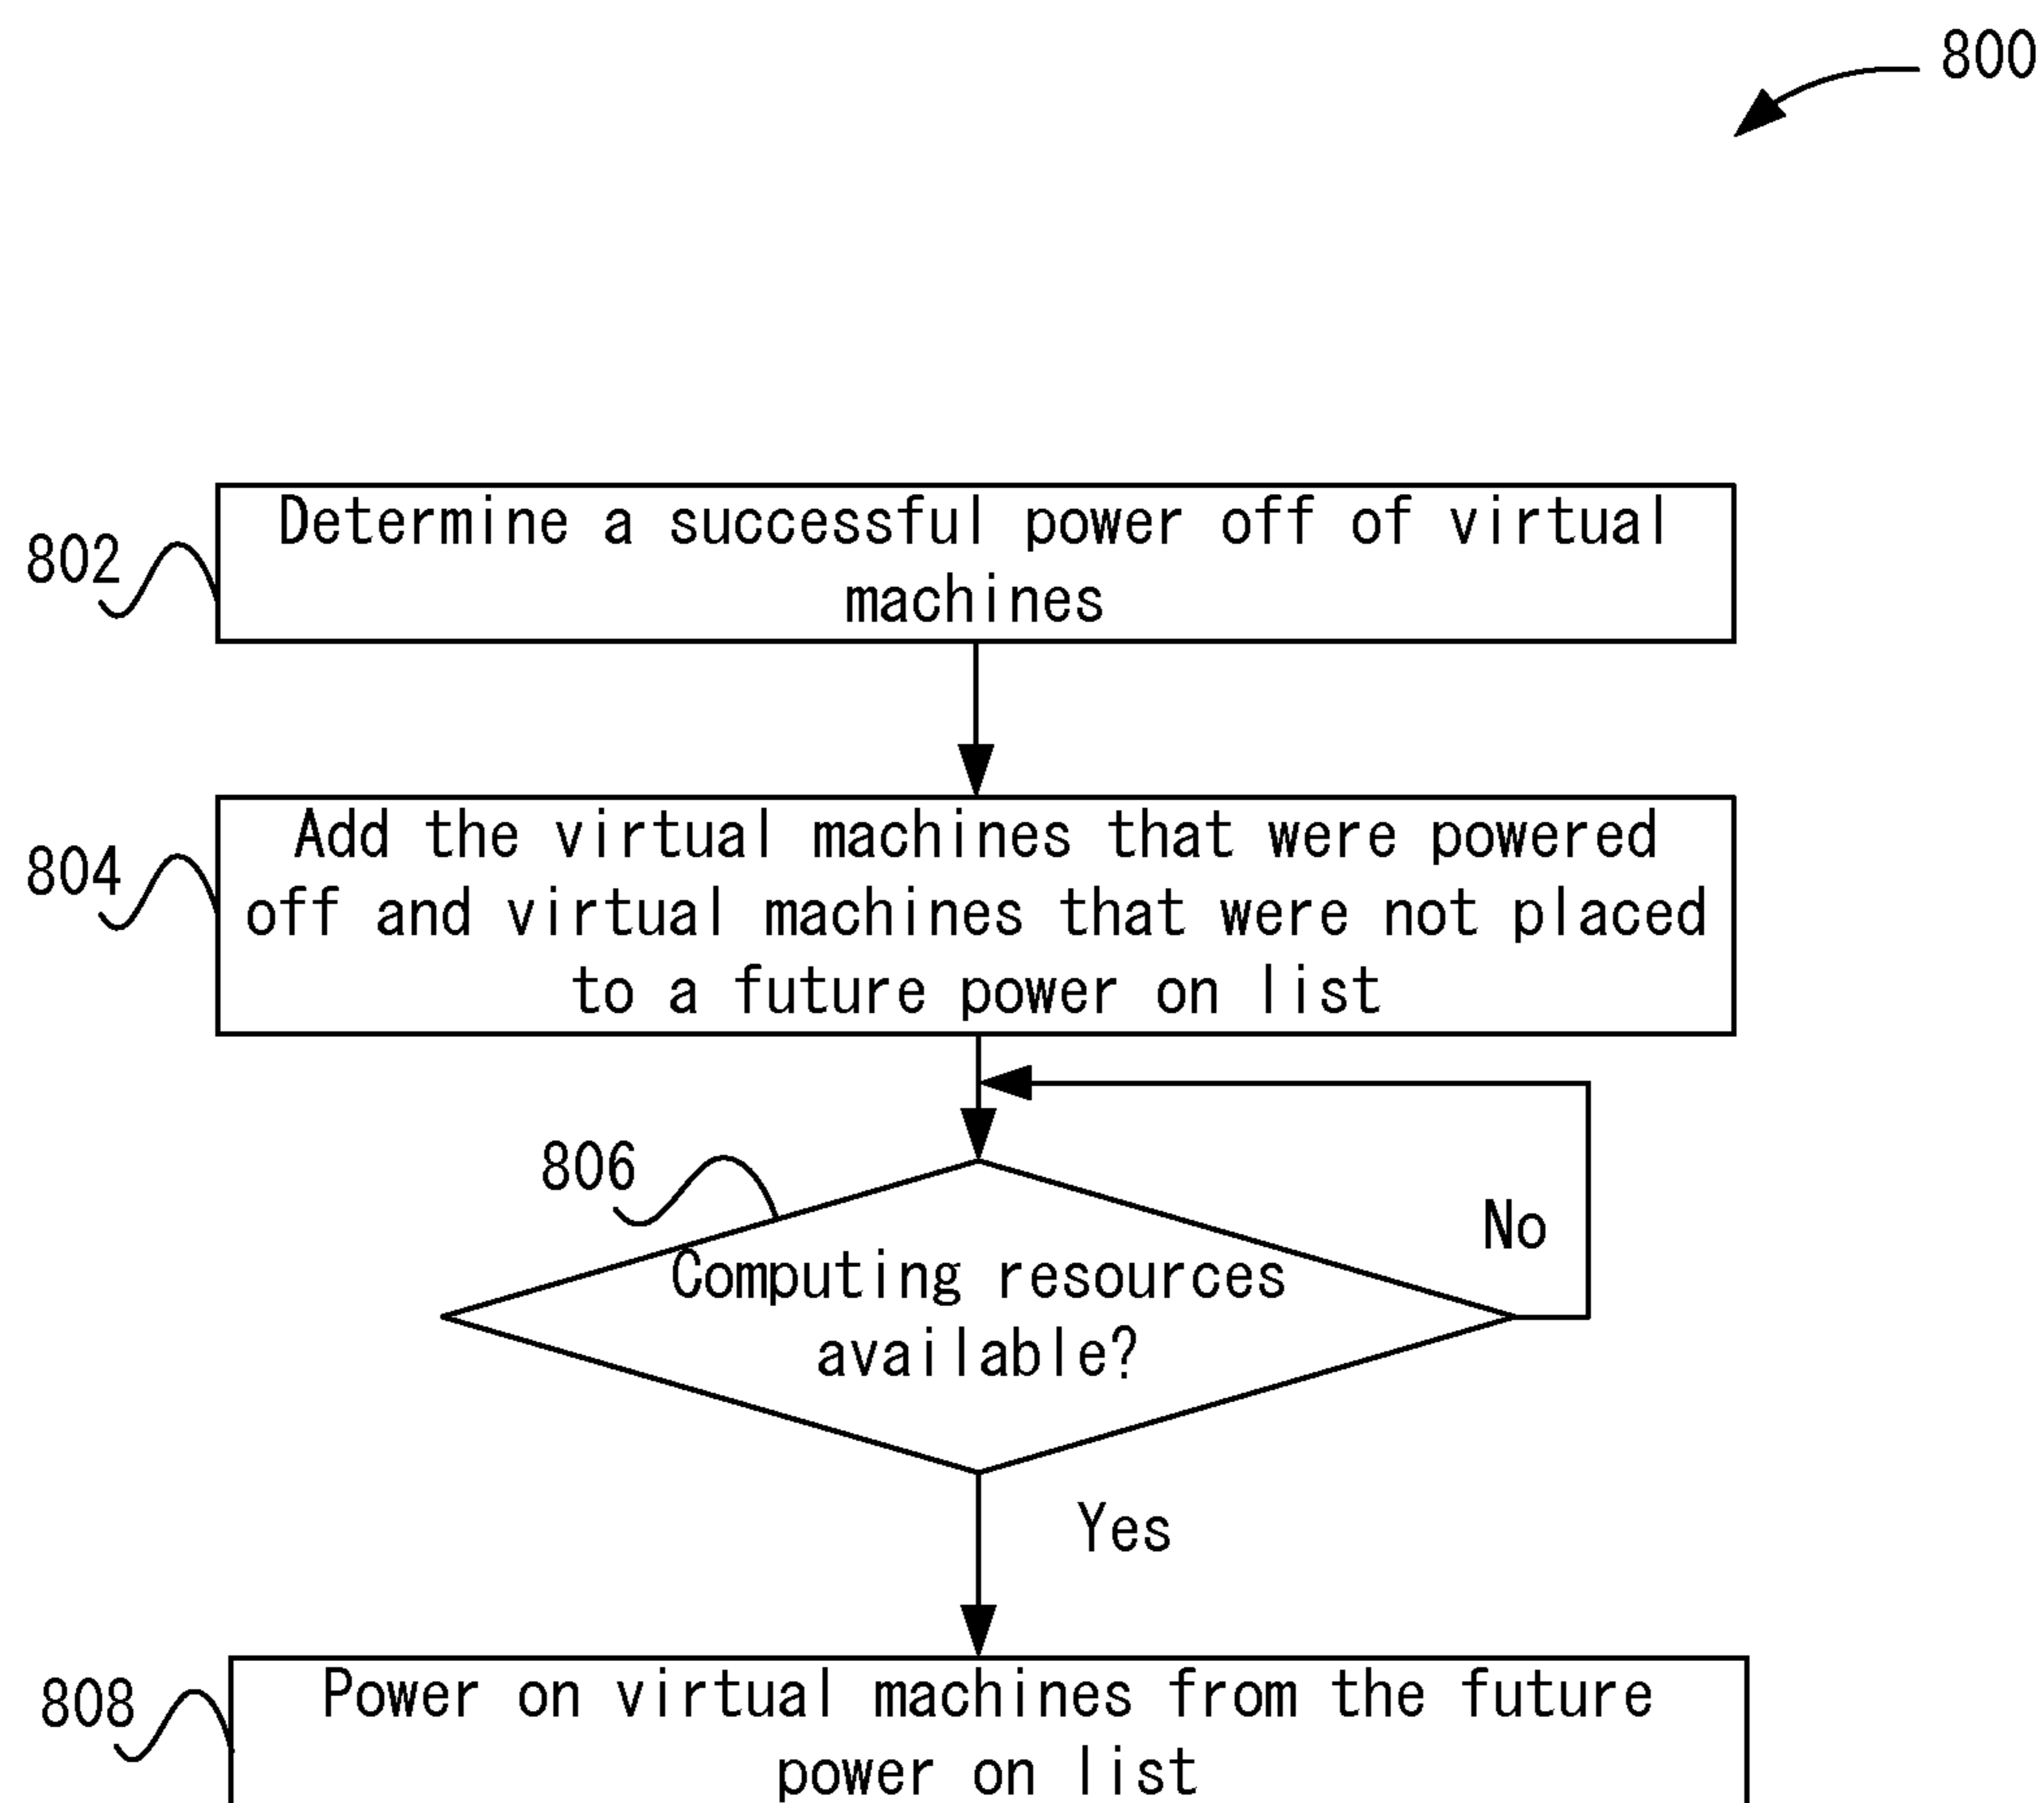 800
802
Determine a successful power off of virtual
machines
804
Add the virtual machines that were powered
off and virtual machines that were not placed
to a future power on list
806
No
Computing resources
available?
Yes
808
Power on virtual machines from the future
power on list